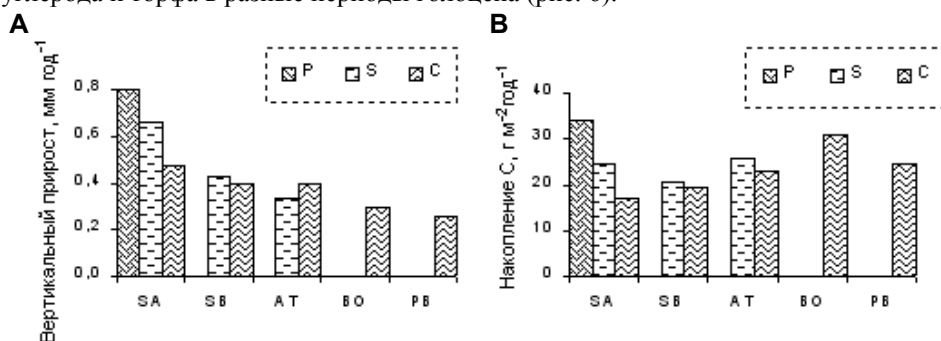 углерода и торфа в разные периоды голоцена (рис. 6).
A B
Вертикальный прирост, мм год-1
P S C
0,8
0,6
0,4
0,2
0,0
SA SB AT BO PB
Накопление С, г м-2год-1
P S C
40
30
20
10
0
SA SB AT BO PB